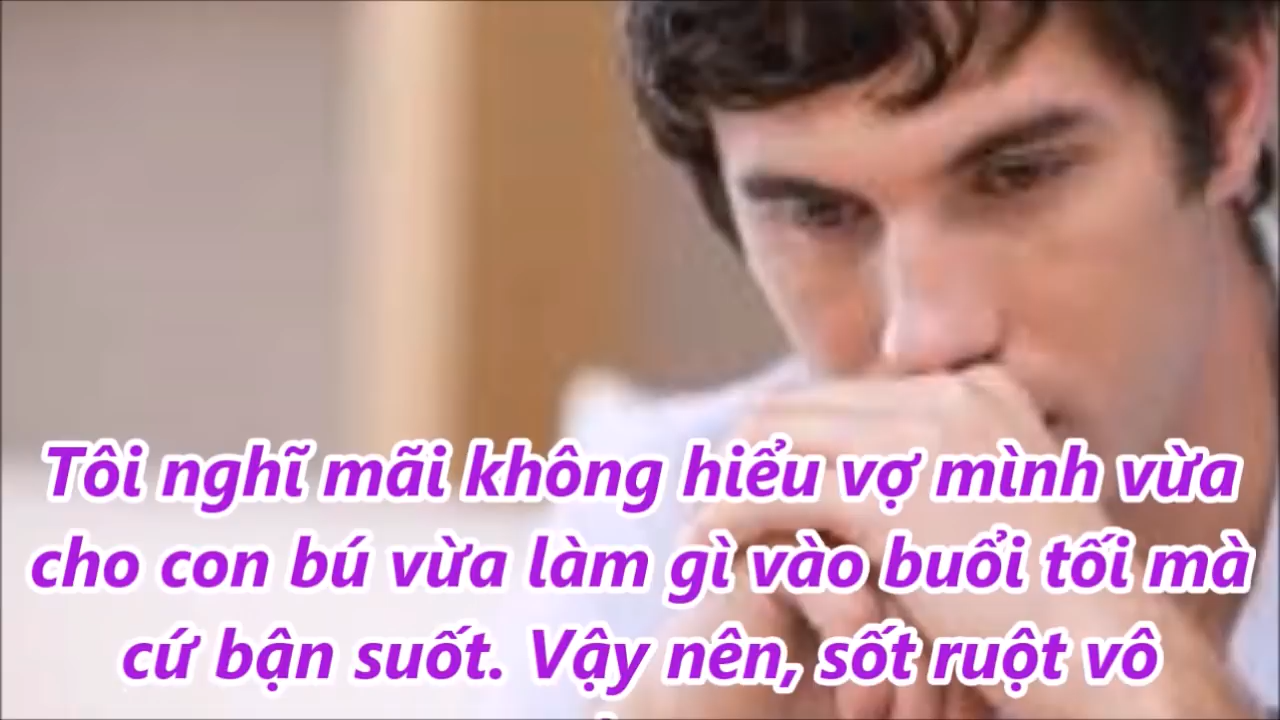 Tôi nghĩ mãi không hiểu vợ mình vừa
cho con bú vừa làm gì vào buổi tối mà
cứ bận suốt. Vậy nên, sốt ruột vô